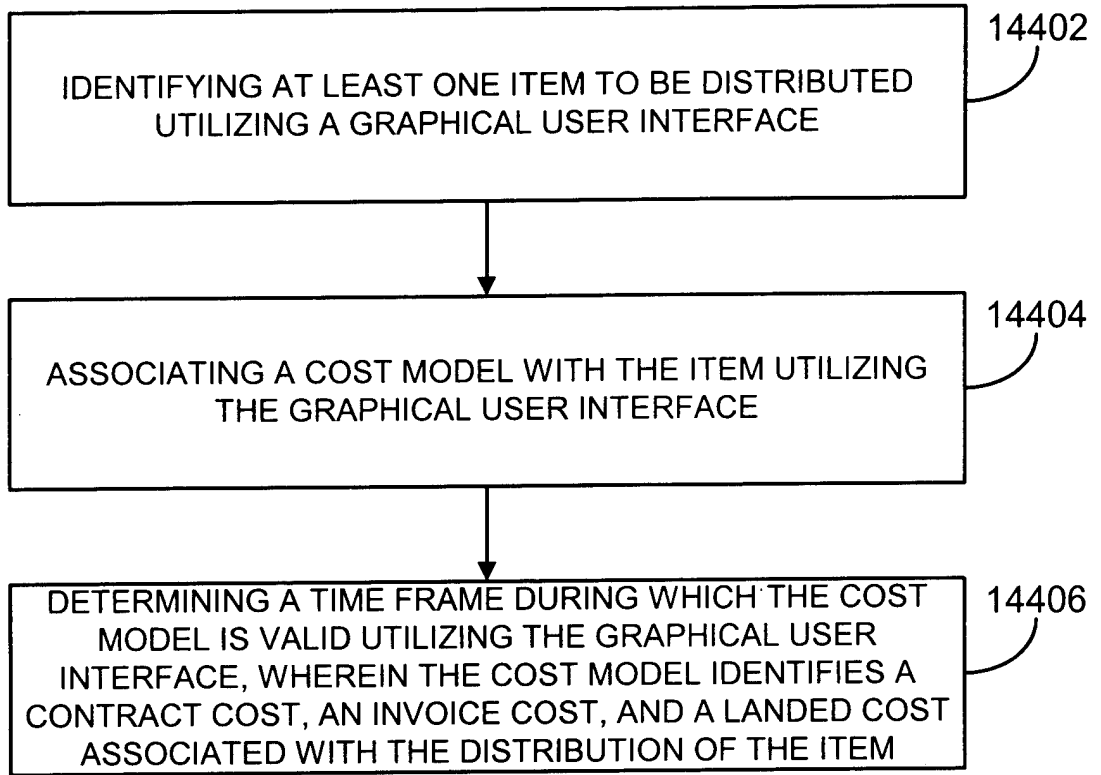 14402
IDENTIFYING AT LEAST ONE ITEM TO BE DISTRIBUTED
UTILIZING A GRAPHICAL USER INTERFACE
14404
ASSOCIATING A COST MODEL WITH THE ITEM UTILIZING
THE GRAPHICAL USER INTERFACE
14406
DETERMINING A TIME FRAME DURING WHICH THE COST
MODEL IS VALID UTILIZING THE GRAPHICAL USER
INTERFACE, WHEREIN THE COST MODEL IDENTIFIES A
CONTRACT COST, AN INVOICE COST, AND A LANDED COST
ASSOCIATED WITH THE DISTRIBUTION OF THE ITEM